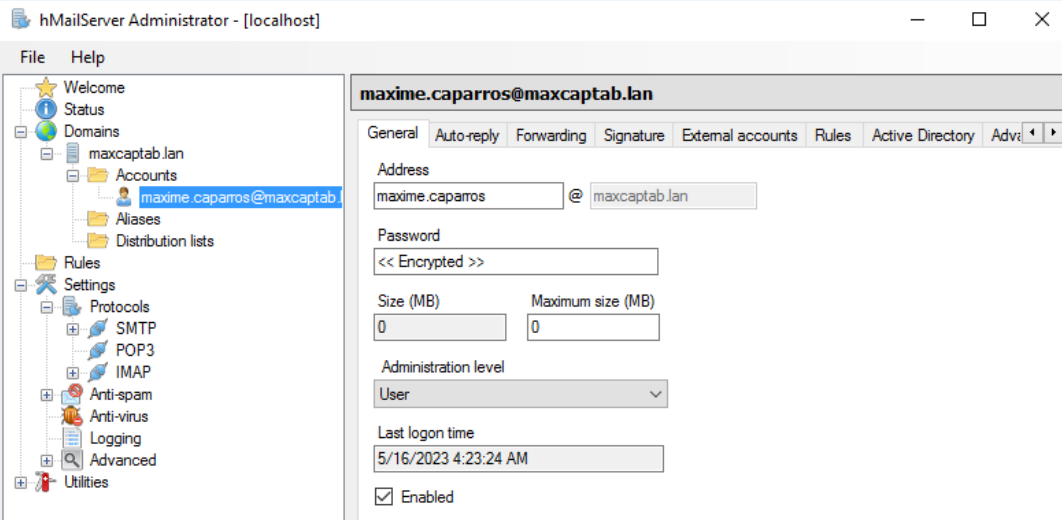 hMailServer Administrator - [localhost]
File Help
Welcome
Status
Domains
maxcaptab.lan
Accounts
maxime.caparros@maxcaptab.l
Aliases
Distribution lists
Rules
Settings
Protocols
SMTP
POP3
IMAP
Anti-spam
Anti-virus
Logging
Advanced
Utilities
maxime.caparros@maxcaptab.lan
General Auto-reply Forwarding Signature External accounts Rules Active Directory Adva
Address
maxime.caparros @ maxcaptab.lan
Password
<< Encrypted >>
Size (MB) Maximum size (MB)
0 0
Administration level
User
Last logon time
5/16/2023 4:23:24 AM
Enabled